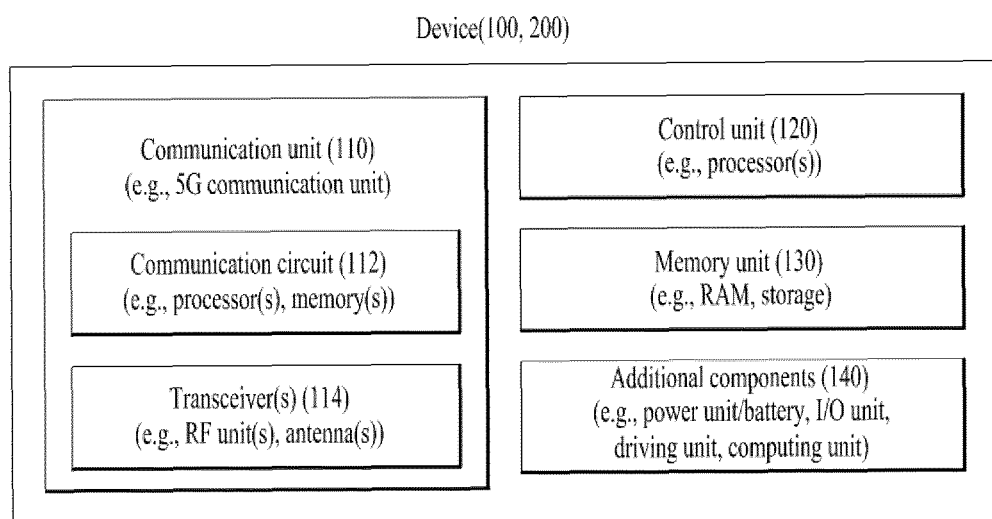 Device(100, 200)
Communication unit (110)
(e.g., 5G communication unit)
Communication circuit (112)
(e.g., processor(s), memory(s))
Transceiver(s) (114)
(e.g., RF unit(s), antenna(s))
Control unit (120)
(e.g., processor(s))
Memory unit (130)
(e.g., RAM, storage)
Additional components (140)
(e.g., power unit/battery, I/O unit,
driving unit, computing unit)